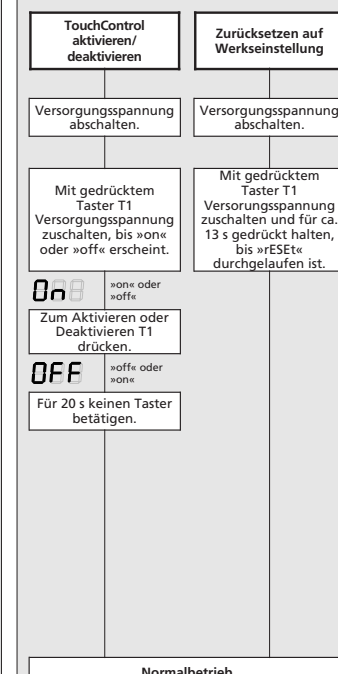 TouchControl
aktivieren/
deaktivieren
Versorgungsspannung
abschalten.
Mit gedrücktem
Taster T1
Versorgungsspannung
zuschalten, bis »on«
oder »off« erscheint.
On
»on« oder
»off«
Zum Aktivieren oder
Deaktivieren T1
drücken.
OFF
»off« oder
»on«
Für 20 s keinen Taster
betätigen.
Zurücksetzen auf
Werkseinstellung
Versorgungsspannung
abschalten.
Mit gedrücktem
Taster T1
Versorunngsspannung
zuschalten und für ca.
13 s gedrückt halten,
bis »rESEt«
durchgelaufen ist.
Normalbetrieb